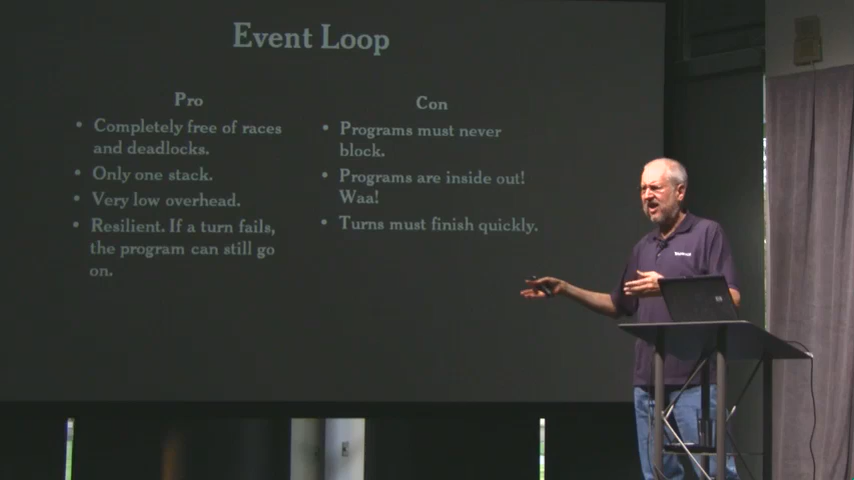 Event Loop
Pro
• Completely free of races
and deadlocks.
• Only one stack.
• Very low overhead.
• Resilient. If a turn fails,
the program can still go
on.
Con
• Programs must never
block.
• Programs are inside out!
Waa!
• Turns must finish quickly.